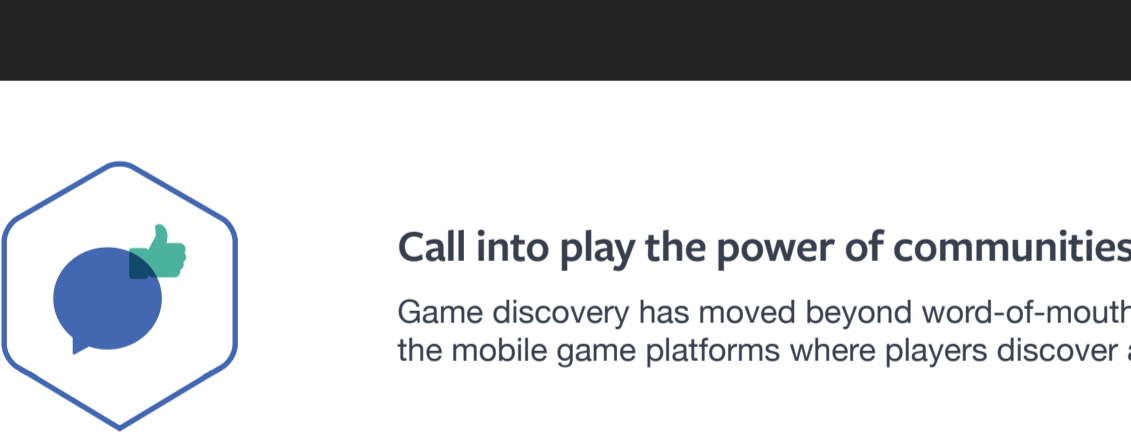 Call into play the power of communities
Game discovery has moved beyond word-of-mouth
the mobile game platforms where players discover